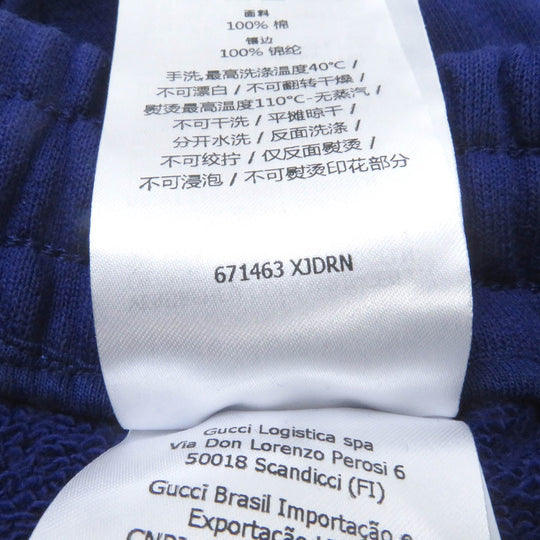 面料
100% 棉
镶边
100% 锦纶
手洗,最高洗涤温度40°C /
不可漂白 / 不可翻转干燥 /
熨烫最高温度110°C-无蒸汽 /
不可干洗 / 平摊晾干 /
分开水洗 / 反面洗涤 /
不可绞拧 / 仅反面熨烫 /
不可浸泡 / 不可熨烫印花部分
671463 XJDRN
Gucci Logistica spa
Via Don Lorenzo Perosi 6
50018 Scandicci (FI)
Gucci Brasil Importação e
Exportação